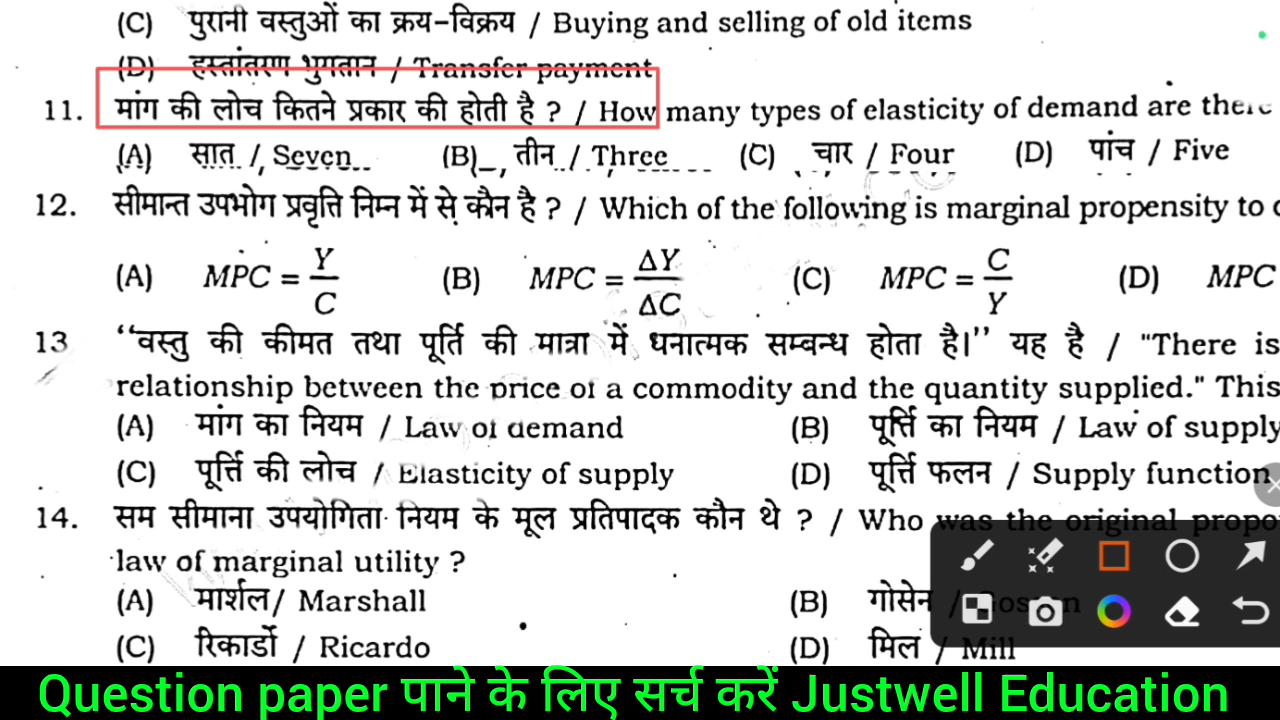 (C) पुरानी वस्तुओं का क्रय-विक्रय / Buying and selling of old items
(D) हस्तांतरण भुगतान / Transfer payment
11. मांग की लोच कितने प्रकार की होती है ? / How many types of elasticity of demand are there
(A) सात / Seven (B) तीन / Three (C) चार / Four (D) पांच / Five
12. सीमान्त उपभोग प्रवृत्ति निम्न में से कौन है ? / Which of the following is marginal propensity to
(A) MPC = Y/C (B) MPC = ΔY/ΔC (C) MPC = C/Y (D) MPC
13 “वस्तु की कीमत तथा पूर्ति की मात्रा में धनात्मक सम्बन्ध होता है।” यह है / "There is
relationship between the price of a commodity and the quantity supplied." This
(A) मांग का नियम / Law of demand (B) पूर्त्ति का नियम / Law of supply
(C) पूर्त्ति की लोच / Elasticity of supply (D) पूर्त्ति फलन / Supply function
14. सम सीमाना उपयोगिता नियम के मूल प्रतिपादक कौन थे ? / Who was the original
law of marginal utility ?
(A) मार्शल/ Marshall (B) गोसेन /
(C) रिकार्डो / Ricardo (D) मिल / Mill
Question paper पाने के लिए सर्च करें Justwell Education